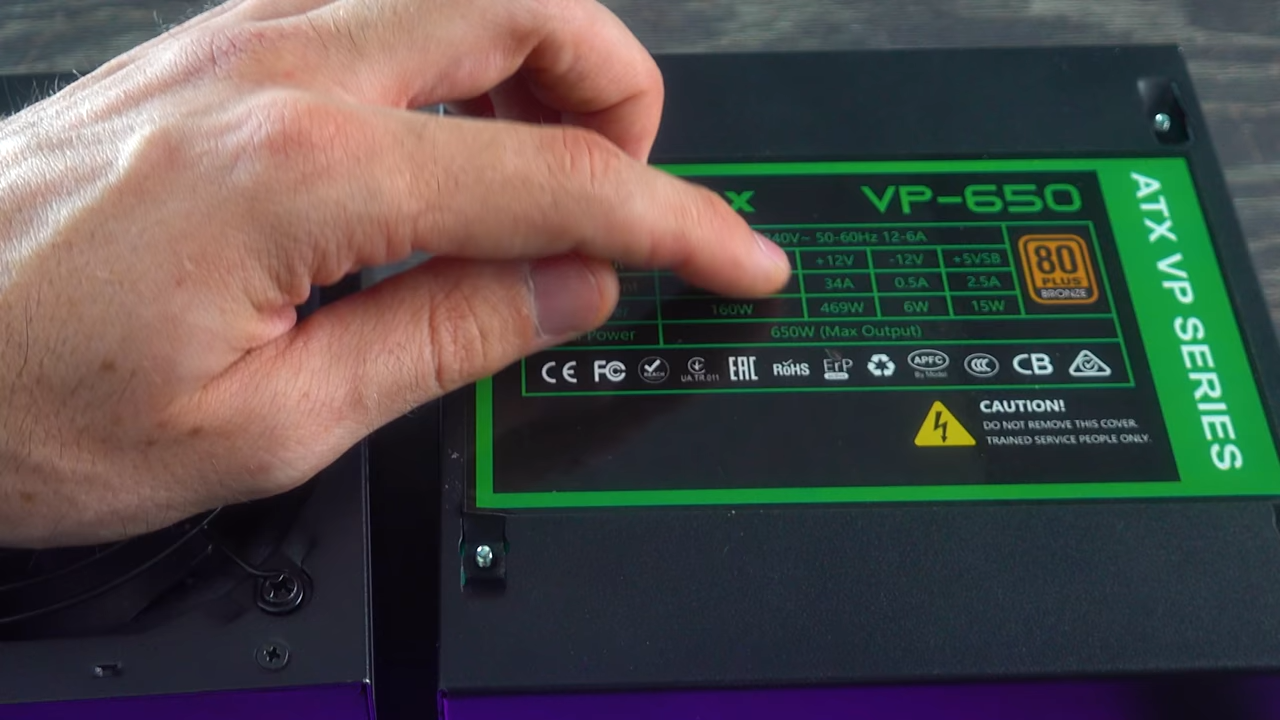 VP-650
240V~ 50-60Hz 12-6A
+12V -12V +5VSB
34A 0.5A 2.5A
160W 469W 6W 15W
Power 650W (Max Output)
80 PLUS BRONZE
CE FC REACH UA.TR.011 EAC RoHS ErP APFC By Model CCC CB
CAUTION!
DO NOT REMOVE THIS COVER.
TRAINED SERVICE PEOPLE ONLY.
ATX VP SERIES